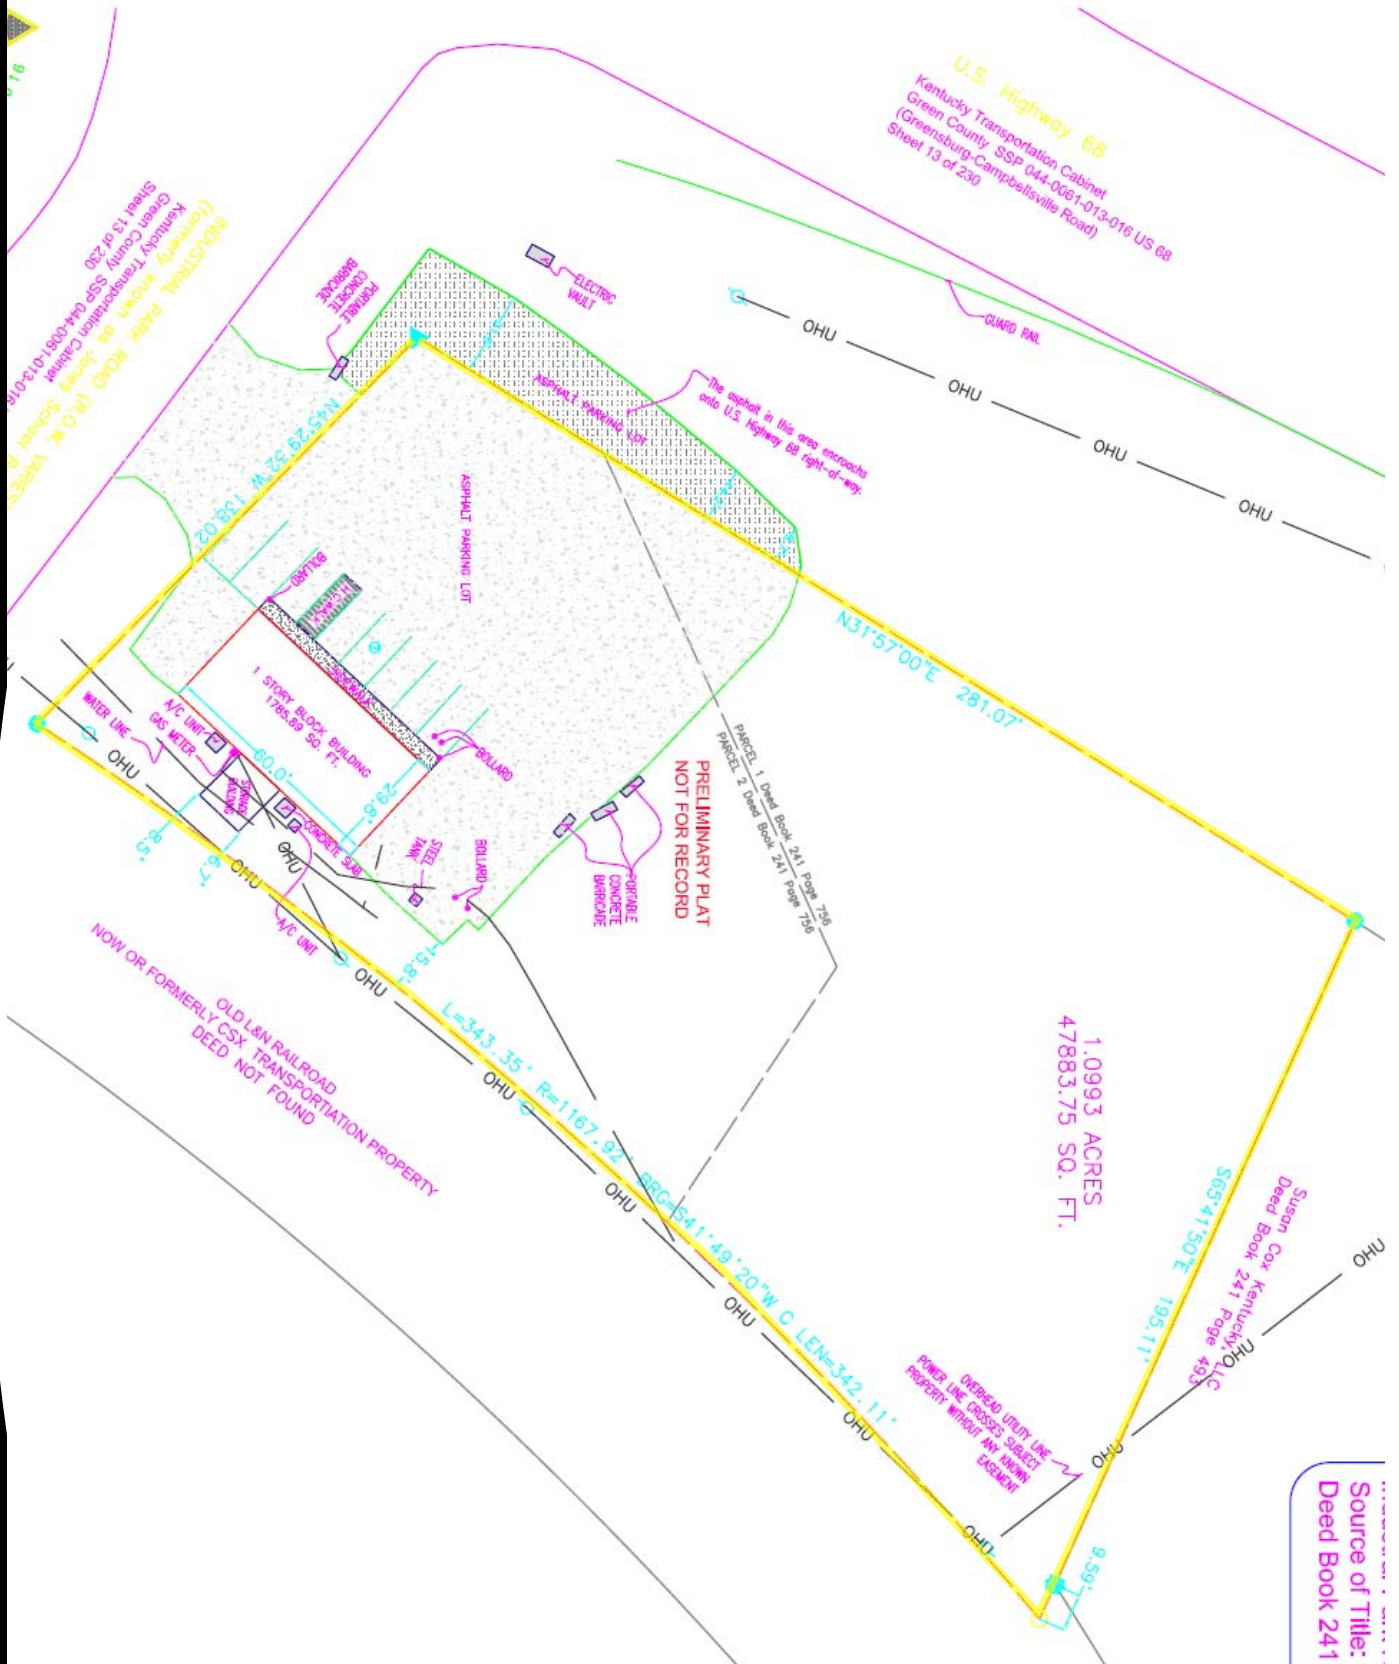 U.S. Highway 68
Kentucky Transportation Cabinet
Green County SSP 044-0061-013-016 US 68
(Greensburg-Campbellsville Road)
Sheet 13 of 230
GUARD RAIL
OHU
OHU
OHU
OHU
ELECTRIC
VAULT
PORTABLE
CONCRETE
BARRICADE
The asphalt in this area encroachs
onto U.S. Highway 68 right-of-way.
ASPHALT PARKING LOT
ASPHALT PARKING LOT
INDUSTRIAL PARK ROAD (R.O.W. VARIES
(formerly known as Jones School R
Kentucky Transportation Cabinet
Green County SSP 044-0061-013-016
Sheet 13 of 230
N45°29'32"W 138.02'
N31°57'00"E 281.07'
BOLLARD
SIDEWALK
1 STORY BLOCK BUILDING
1785.89 SQ. FT.
60.0'
29.8'
BOLLARD
A/C UNIT
GAS METER
WATER LINE
CONCRETE SLAB
STEEL
TANK
BOLLARD
A/C UNIT
8.5'
6.7'
15.8'
PORTABLE
CONCRETE
BARRICADE
PRELIMINARY PLAT
NOT FOR RECORD
PARCEL 1 Deed Book 241 Page 756
PARCEL 2 Deed Book 241 Page 756
1.0993 ACRES
47883.75 SQ. FT.
S65°41'50"E 195.11'
Susan Cox Kentucky, LLC
Deed Book 241 Page 493
L=343.35' R=1167.92' BRG=S41°49'20"W C LEN=342.11'
OHU
OHU
OHU
OHU
OHU
OHU
OHU
OHU
OHU
OHU
OHU
OHU
OVERHEAD UTILITY LINE
POWER LINE CROSSES SUBJECT
PROPERTY WITHOUT ANY KNOWN
EASEMENT
9.59'
OLD L&N RAILROAD
NOW OR FORMERLY CSX TRANSPORTIATION PROPERTY
DEED NOT FOUND
Source of Title:
Deed Book 241